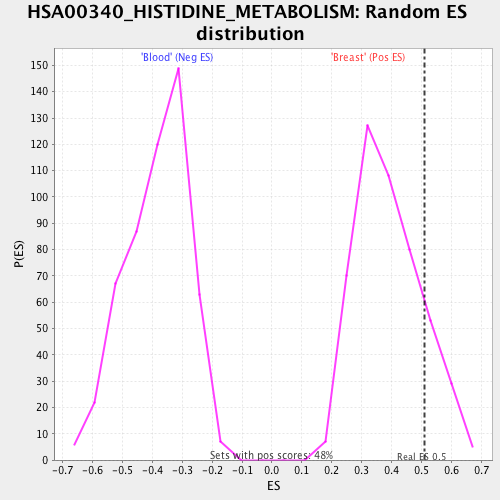 HSA00340_HISTIDINE_METABOLISM: Random ES
distribution
'Blood' (Neg ES)
'Breast' (Pos ES)
150
140
130
120
110
100
90
80
70
60
50
40
30
20
10
0
P(ES)
Sets with pos scores: 48%
Real ES 0.5
-0.7 -0.6 -0.5 -0.4 -0.3 -0.2 -0.1 0.0 0.1 0.2 0.3 0.4 0.5 0.6 0.7
ES